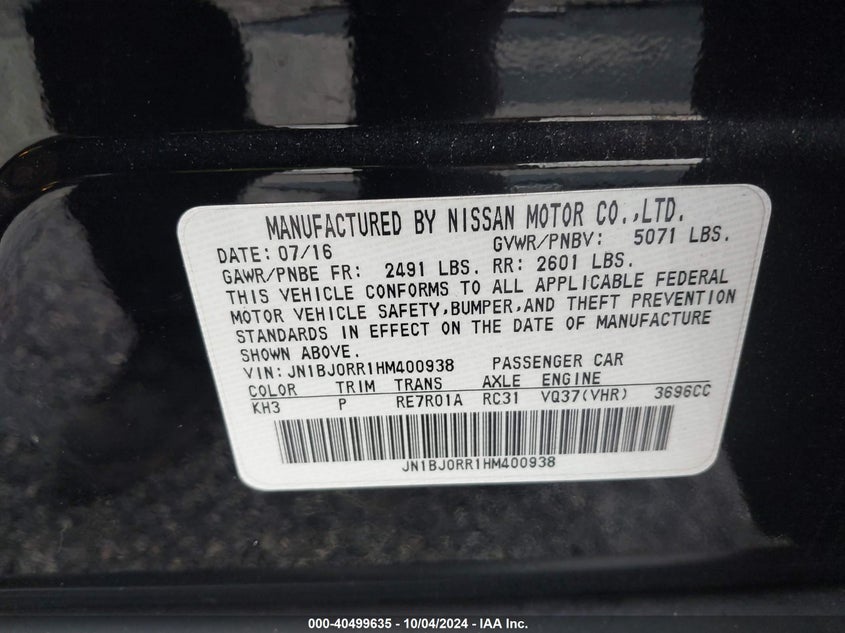 MANUFACTURED BY NISSAN MOTOR CO.,LTD.
DATE: 07/16 GVWR/PNBV: 5071 LBS.
GAWR/PNBE FR: 2491 LBS. RR: 2601 LBS.
THIS VEHICLE CONFORMS TO ALL APPLICABLE FEDERAL
MOTOR VEHICLE SAFETY,BUMPER,AND THEFT PREVENTION
STANDARDS IN EFFECT ON THE DATE OF MANUFACTURE
SHOWN ABOVE.
VIN: JN1BJ0RR1HM400938 PASSENGER CAR
COLOR TRIM TRANS AXLE ENGINE
KH3 P RE7R01A RC31 VQ37(VHR) 3696CC
JN1BJ0RR1HM400938
000-40499635 - 10/04/2024 - IAA Inc.